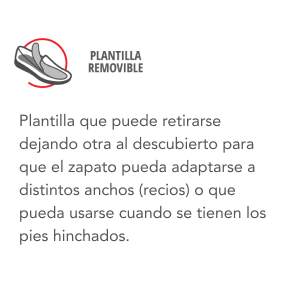 PLANTILLA
REMOVIBLE
Plantilla que puede retirarse
dejando otra al descubierto para
que el zapato pueda adaptarse a
distintos anchos (recios) o que
pueda usarse cuando se tienen los
pies hinchados.